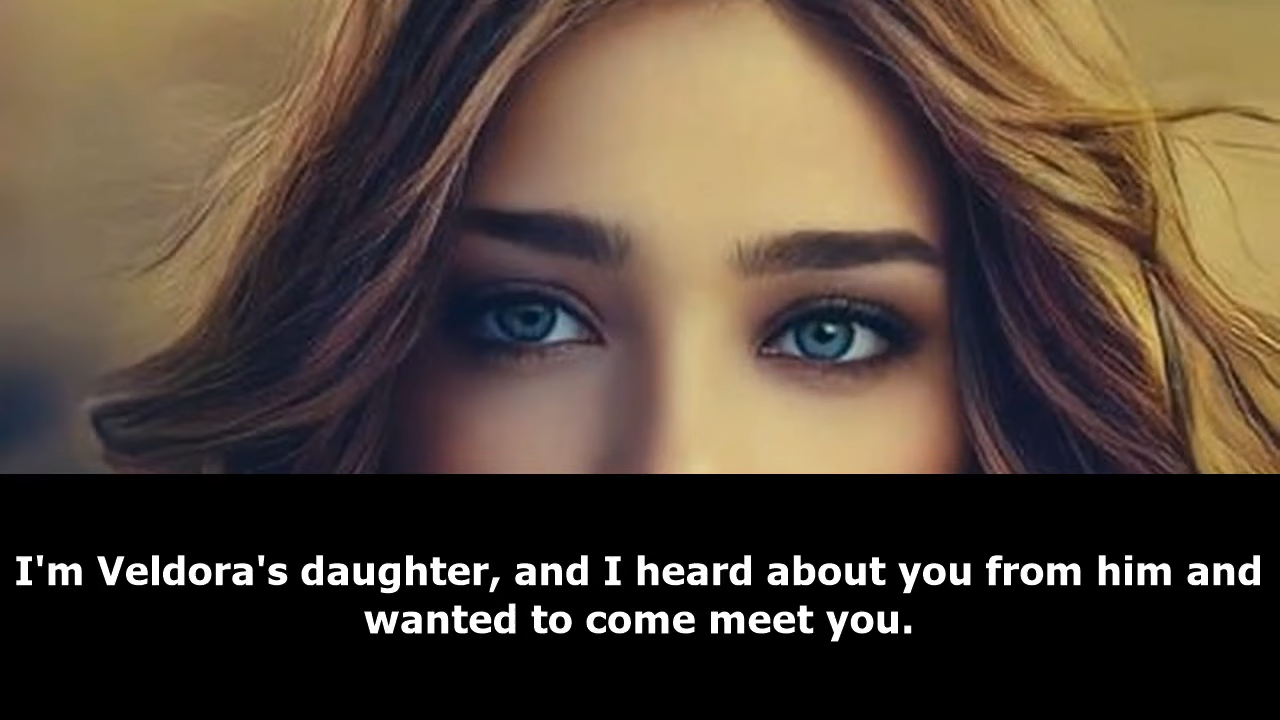 I'm Veldora's daughter, and I heard about you from him and
wanted to come meet you.